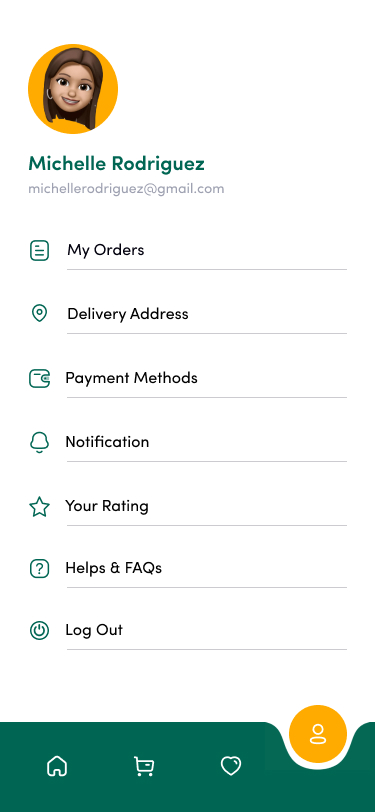 Michelle Rodriguez
michellerodriguez@gmail.com
My Orders
Delivery Address
Payment Methods
Notification
Your Rating
Helps & FAQs
Log Out